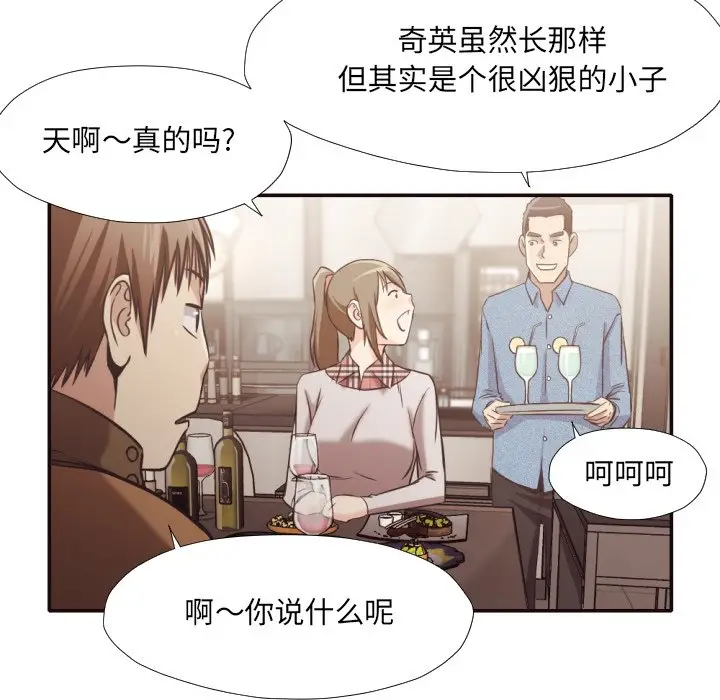 奇英虽然长那样
但其实是个很凶狠的小子
天啊～真的吗?
呵呵呵
啊～你说什么呢